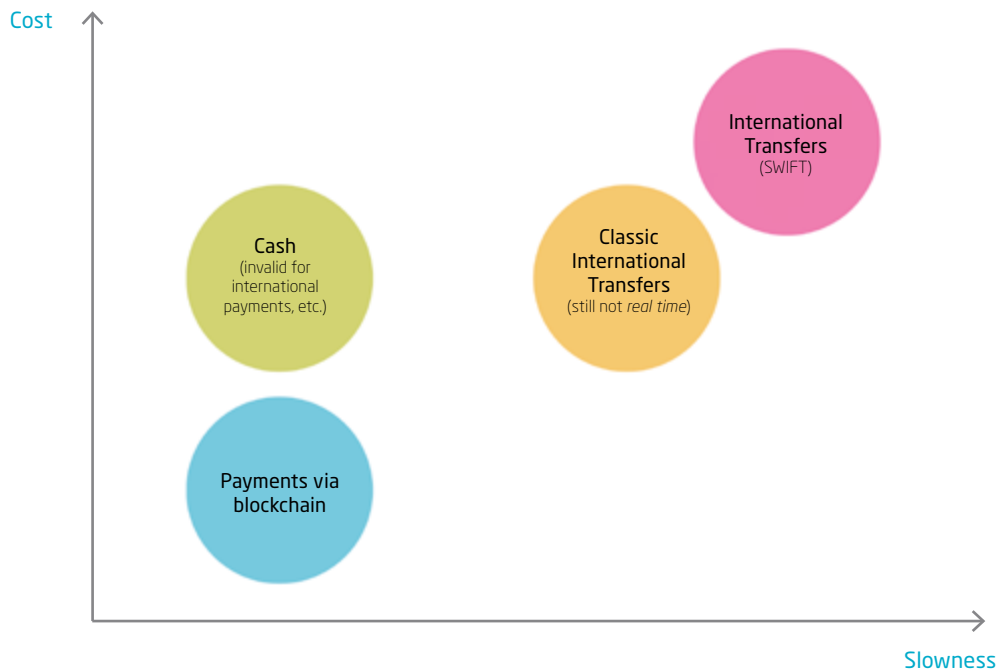 Cost
International
Transfers
(SWIFT)
Cash
(invalid for
international
payments, etc.)
Classic
International
Transfers
(still not real time)
Payments via
blockchain
Slowness